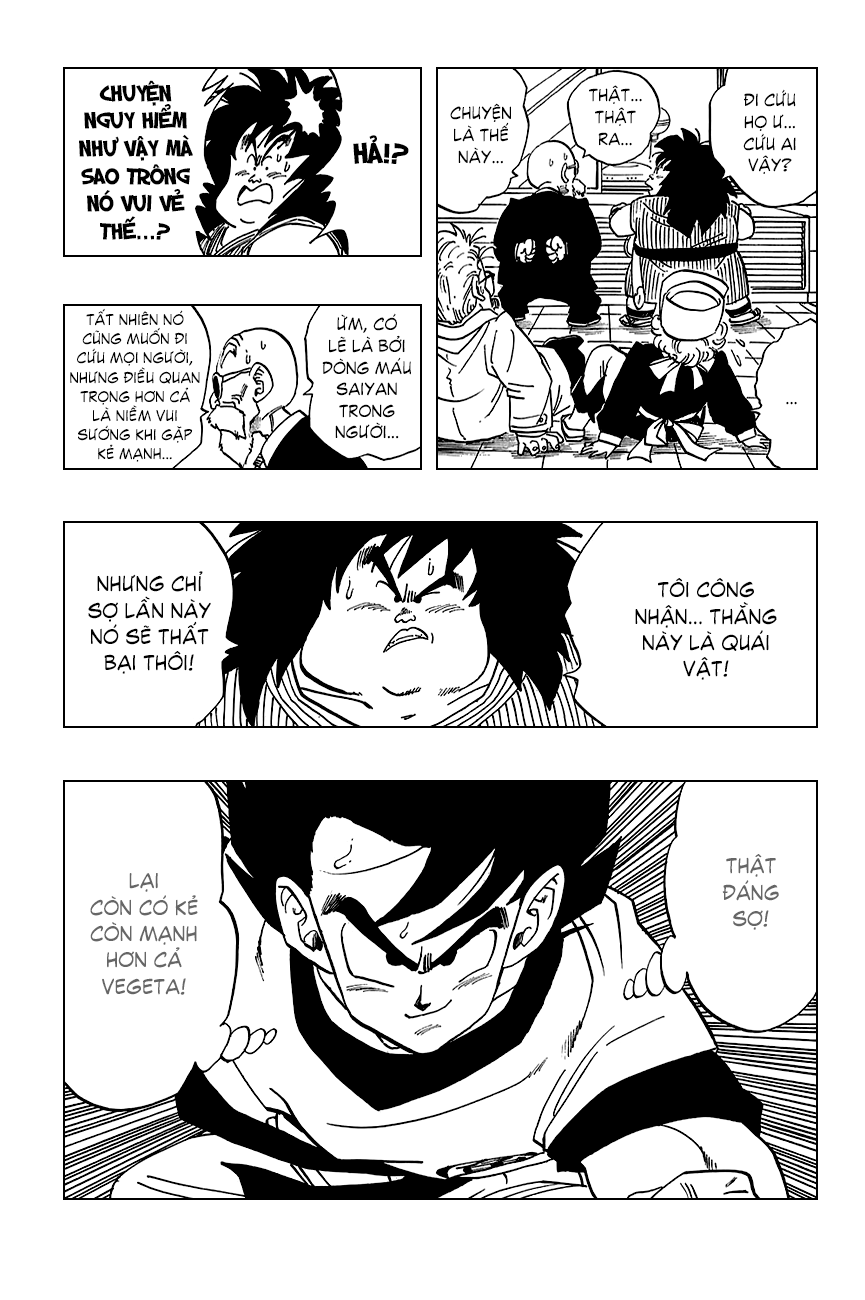 ĐI CỨU
HỌ Ư...
CỨU AI
VẬY?
THẬT...
THẬT
RA...
CHUYỆN
LÀ THẾ
NÀY...
...
HẢ!?
CHUYỆN
NGUY HIỂM
NHƯ VẬY MÀ
SAO TRÔNG
NÓ VUI VẺ
THẾ...?
ỪM, CÓ
LẼ LÀ BỞI
DÒNG MÁU
SAIYAN
TRONG
NGƯỜI...
TẤT NHIÊN NÓ
CŨNG MUỐN ĐI
CỨU MỌI NGƯỜI,
NHƯNG ĐIỀU QUAN
TRỌNG HƠN CẢ
LÀ NIỀM VUI
SƯỚNG KHI GẶP
KẺ MẠNH...
TÔI CÔNG
NHẬN... THẰNG
NÀY LÀ QUÁI
VẬT!
NHƯNG CHỈ
SỢ LẦN NÀY
NÓ SẼ THẤT
BẠI THÔI!
THẬT
ĐÁNG
SỢ!
LẠI
CÒN CÓ KẺ
CÒN MẠNH
HƠN CẢ
VEGETA!